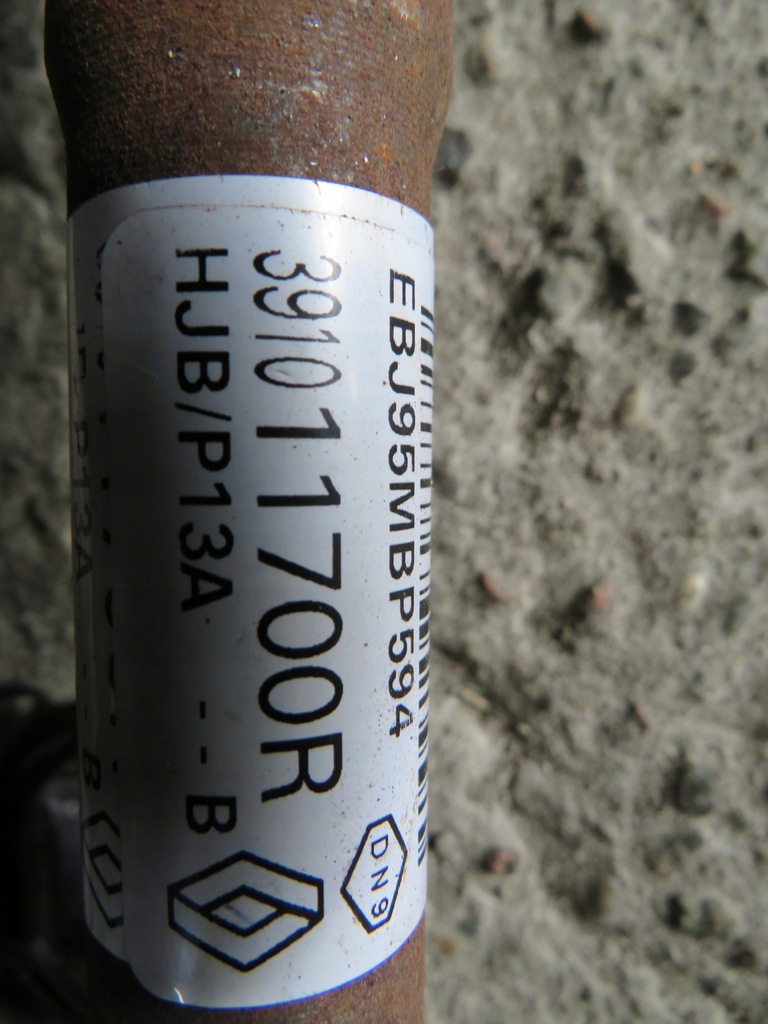 EBJ95MBP594
391011700R
HJB/P13A --B
DN9